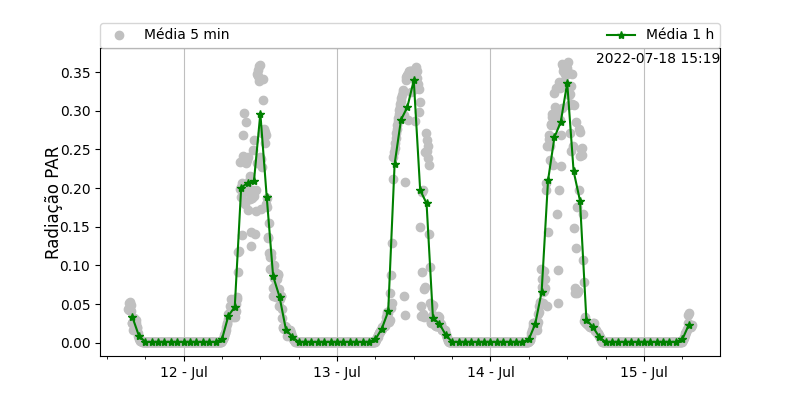 Média 5 min
Média 1 h
2022-07-18 15:19
Radiação PAR
0.35
0.30
0.25
0.20
0.15
0.10
0.05
0.00
12 - Jul
13 - Jul
14 - Jul
15 - Jul